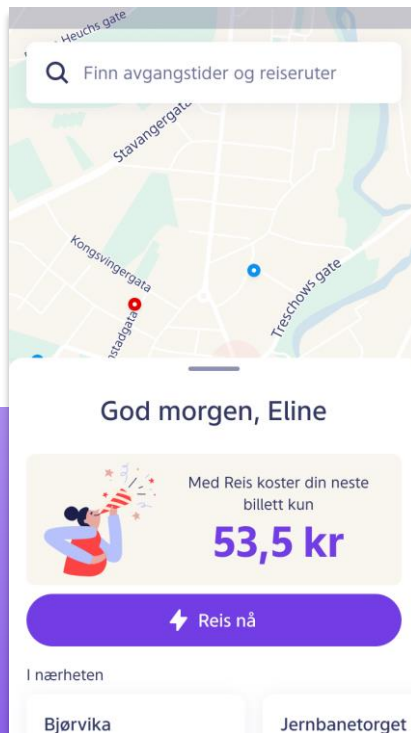 Heuchs gate
Finn avgangstider og reiseruter
Stavangergata
Kongsvingergata
stadgata
Treschows gate
God morgen, Eline
Med Reis koster din neste
billett kun
53,5 kr
Reis nå
I nærheten
Bjørvika
Jernbanetorget